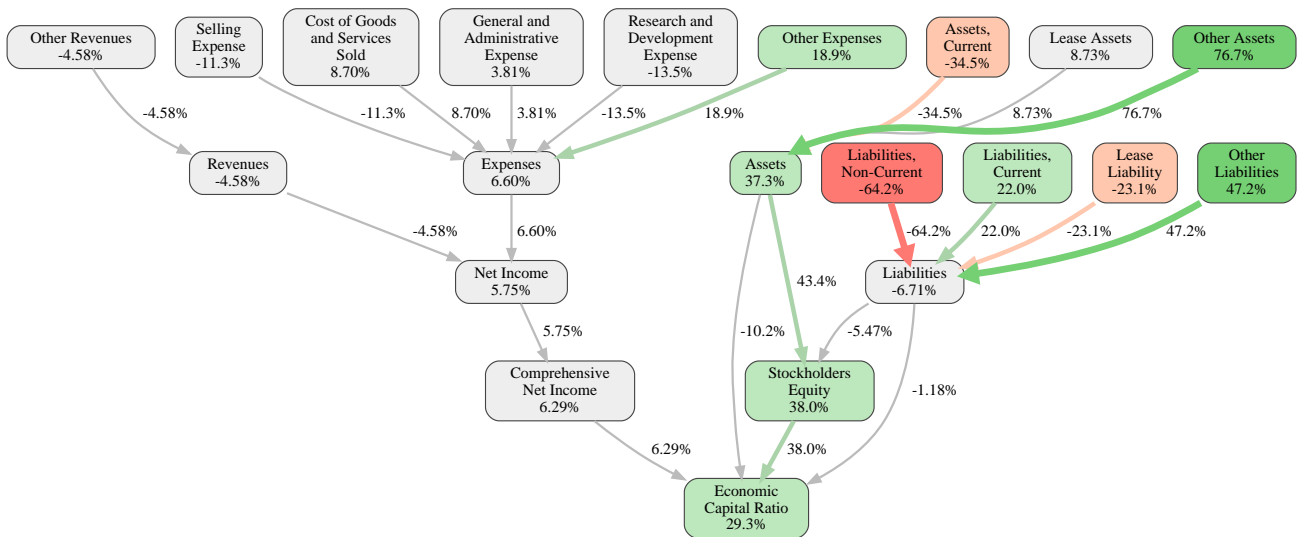 Other Revenues
-4.58%
Selling
Expense
-11.3%
Cost of Goods
and Services
Sold
8.70%
General and
Administrative
Expense
3.81%
Research and
Development
Expense
-13.5%
Other Expenses
18.9%
Assets,
Current
-34.5%
Lease Assets
8.73%
Other Assets
76.7%
-4.58%
-11.3%
8.70%
3.81%
-13.5%
18.9%
-34.5%
8.73%
76.7%
Revenues
-4.58%
Expenses
6.60%
Assets
37.3%
Liabilities,
Non-Current
-64.2%
Liabilities,
Current
22.0%
Lease
Liability
-23.1%
Other
Liabilities
47.2%
-4.58%
6.60%
-64.2%
22.0%
-23.1%
47.2%
Net Income
5.75%
43.4%
Liabilities
-6.71%
5.75%
-10.2%
-5.47%
Comprehensive
Net Income
6.29%
Stockholders
Equity
38.0%
-1.18%
6.29%
38.0%
Economic
Capital Ratio
29.3%